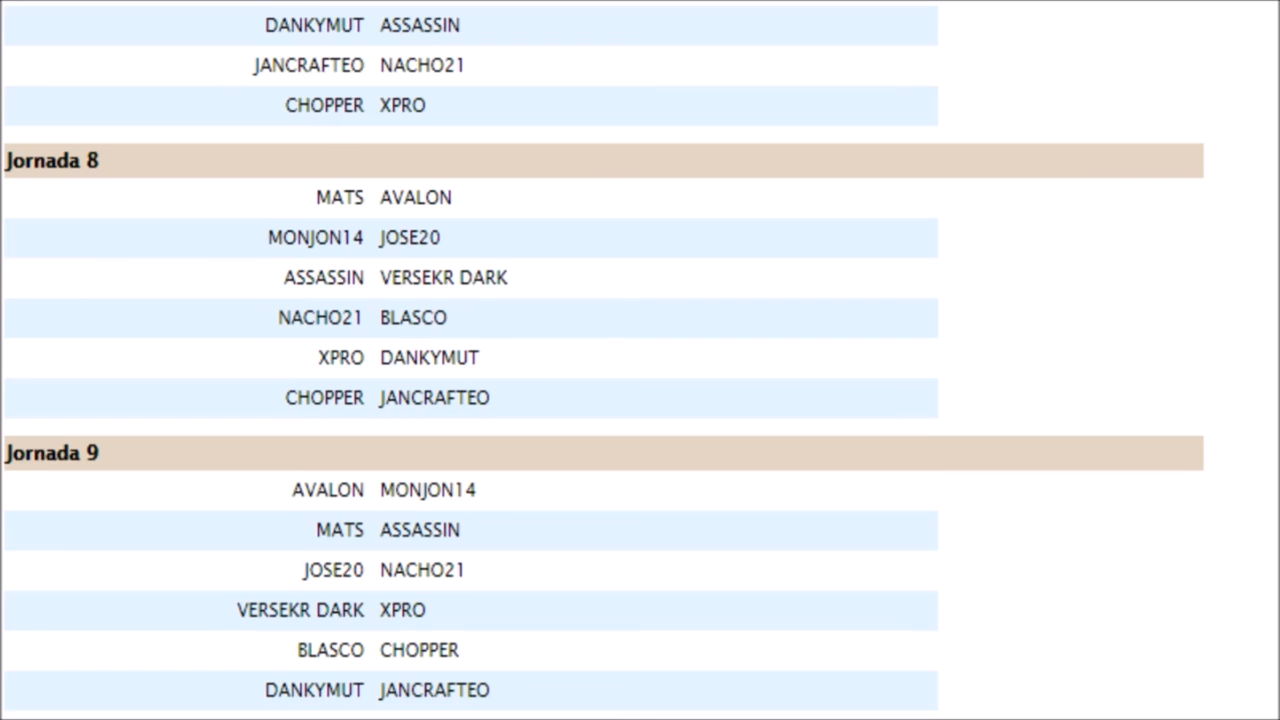 DANKYMUT ASSASSIN
JANCRAFTEO NACHO21
CHOPPER XPRO
Jornada 8
MATS AVALON
MONJON14 JOSE20
ASSASSIN VERSEKR DARK
NACHO21 BLASCO
XPRO DANKYMUT
CHOPPER JANCRAFTEO
Jornada 9
AVALON MONJON14
MATS ASSASSIN
JOSE20 NACHO21
VERSEKR DARK XPRO
BLASCO CHOPPER
DANKYMUT JANCRAFTEO